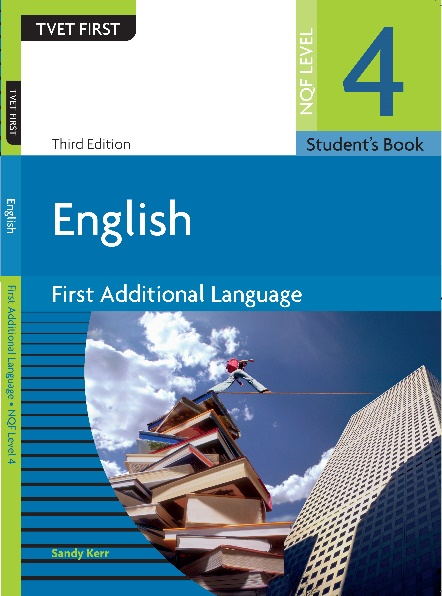 TVET FIRST
NQF LEVEL
4
Student's Book
Third Edition
English
First Additional Language
Sandy Kerr
TVET FIRST
English
First Additional Language • NQF Level 4